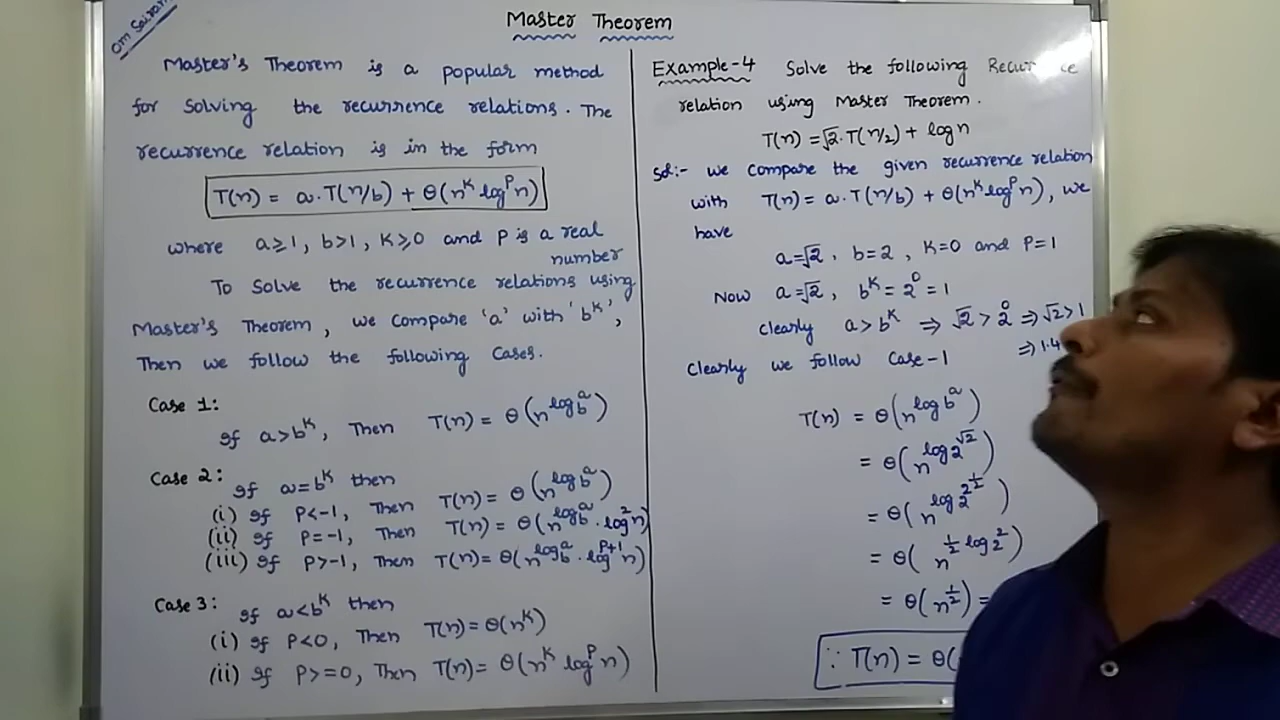 Om Sairam
Master Theorem
Master's Theorem is a popular method
for solving the recurrence relations. The
recurrence relation is in the form
T(n) = a.T(n/b) + θ(n^k log^p n)
where a≥1, b>1, k≥0 and p is a real
number
To solve the recurrence relations using
Master's Theorem, we compare 'a' with 'b^k',
Then we follow the following cases.
Case 1:
If a>b^k, Then T(n) = θ(n^log_b^a)
Case 2:
If a=b^k then
(i) If P<-1, Then T(n) = θ(n^log_b^a)
(ii) If P=-1, Then T(n) = θ(n^log_b^a . log^2 n)
(iii) If P>-1, Then T(n) = θ(n^log_b^a . log^p+1 n)
Case 3:
If a<b^k then
(i) If P<0, Then T(n)=θ(n^k)
(ii) If P>=0, Then T(n)= θ(n^k log^p n)
Example-4 Solve the following
relation using Master Theorem.
T(n) =√2.T(n/2) + log n
Sol:- we compare the given recurrence relation
with T(n) = a.T(n/b) + θ(n^k log^p n), we
have
a=√2, b=2, k=0 and P=1
Now a=√2, b^k = 2^0 = 1
Clearly a>b^k ⇒ √2 > 2^0 ⇒ √2 > 1
⇒ 1.4
Clearly we follow Case-1
T(n) = θ(n^log_b^a)
= θ(n^log_2^√2)
= θ(n^log_2^2^1/2)
= θ(n^1/2 log_2^2)
= θ(n^1/2) =
∵ T(n) = θ(